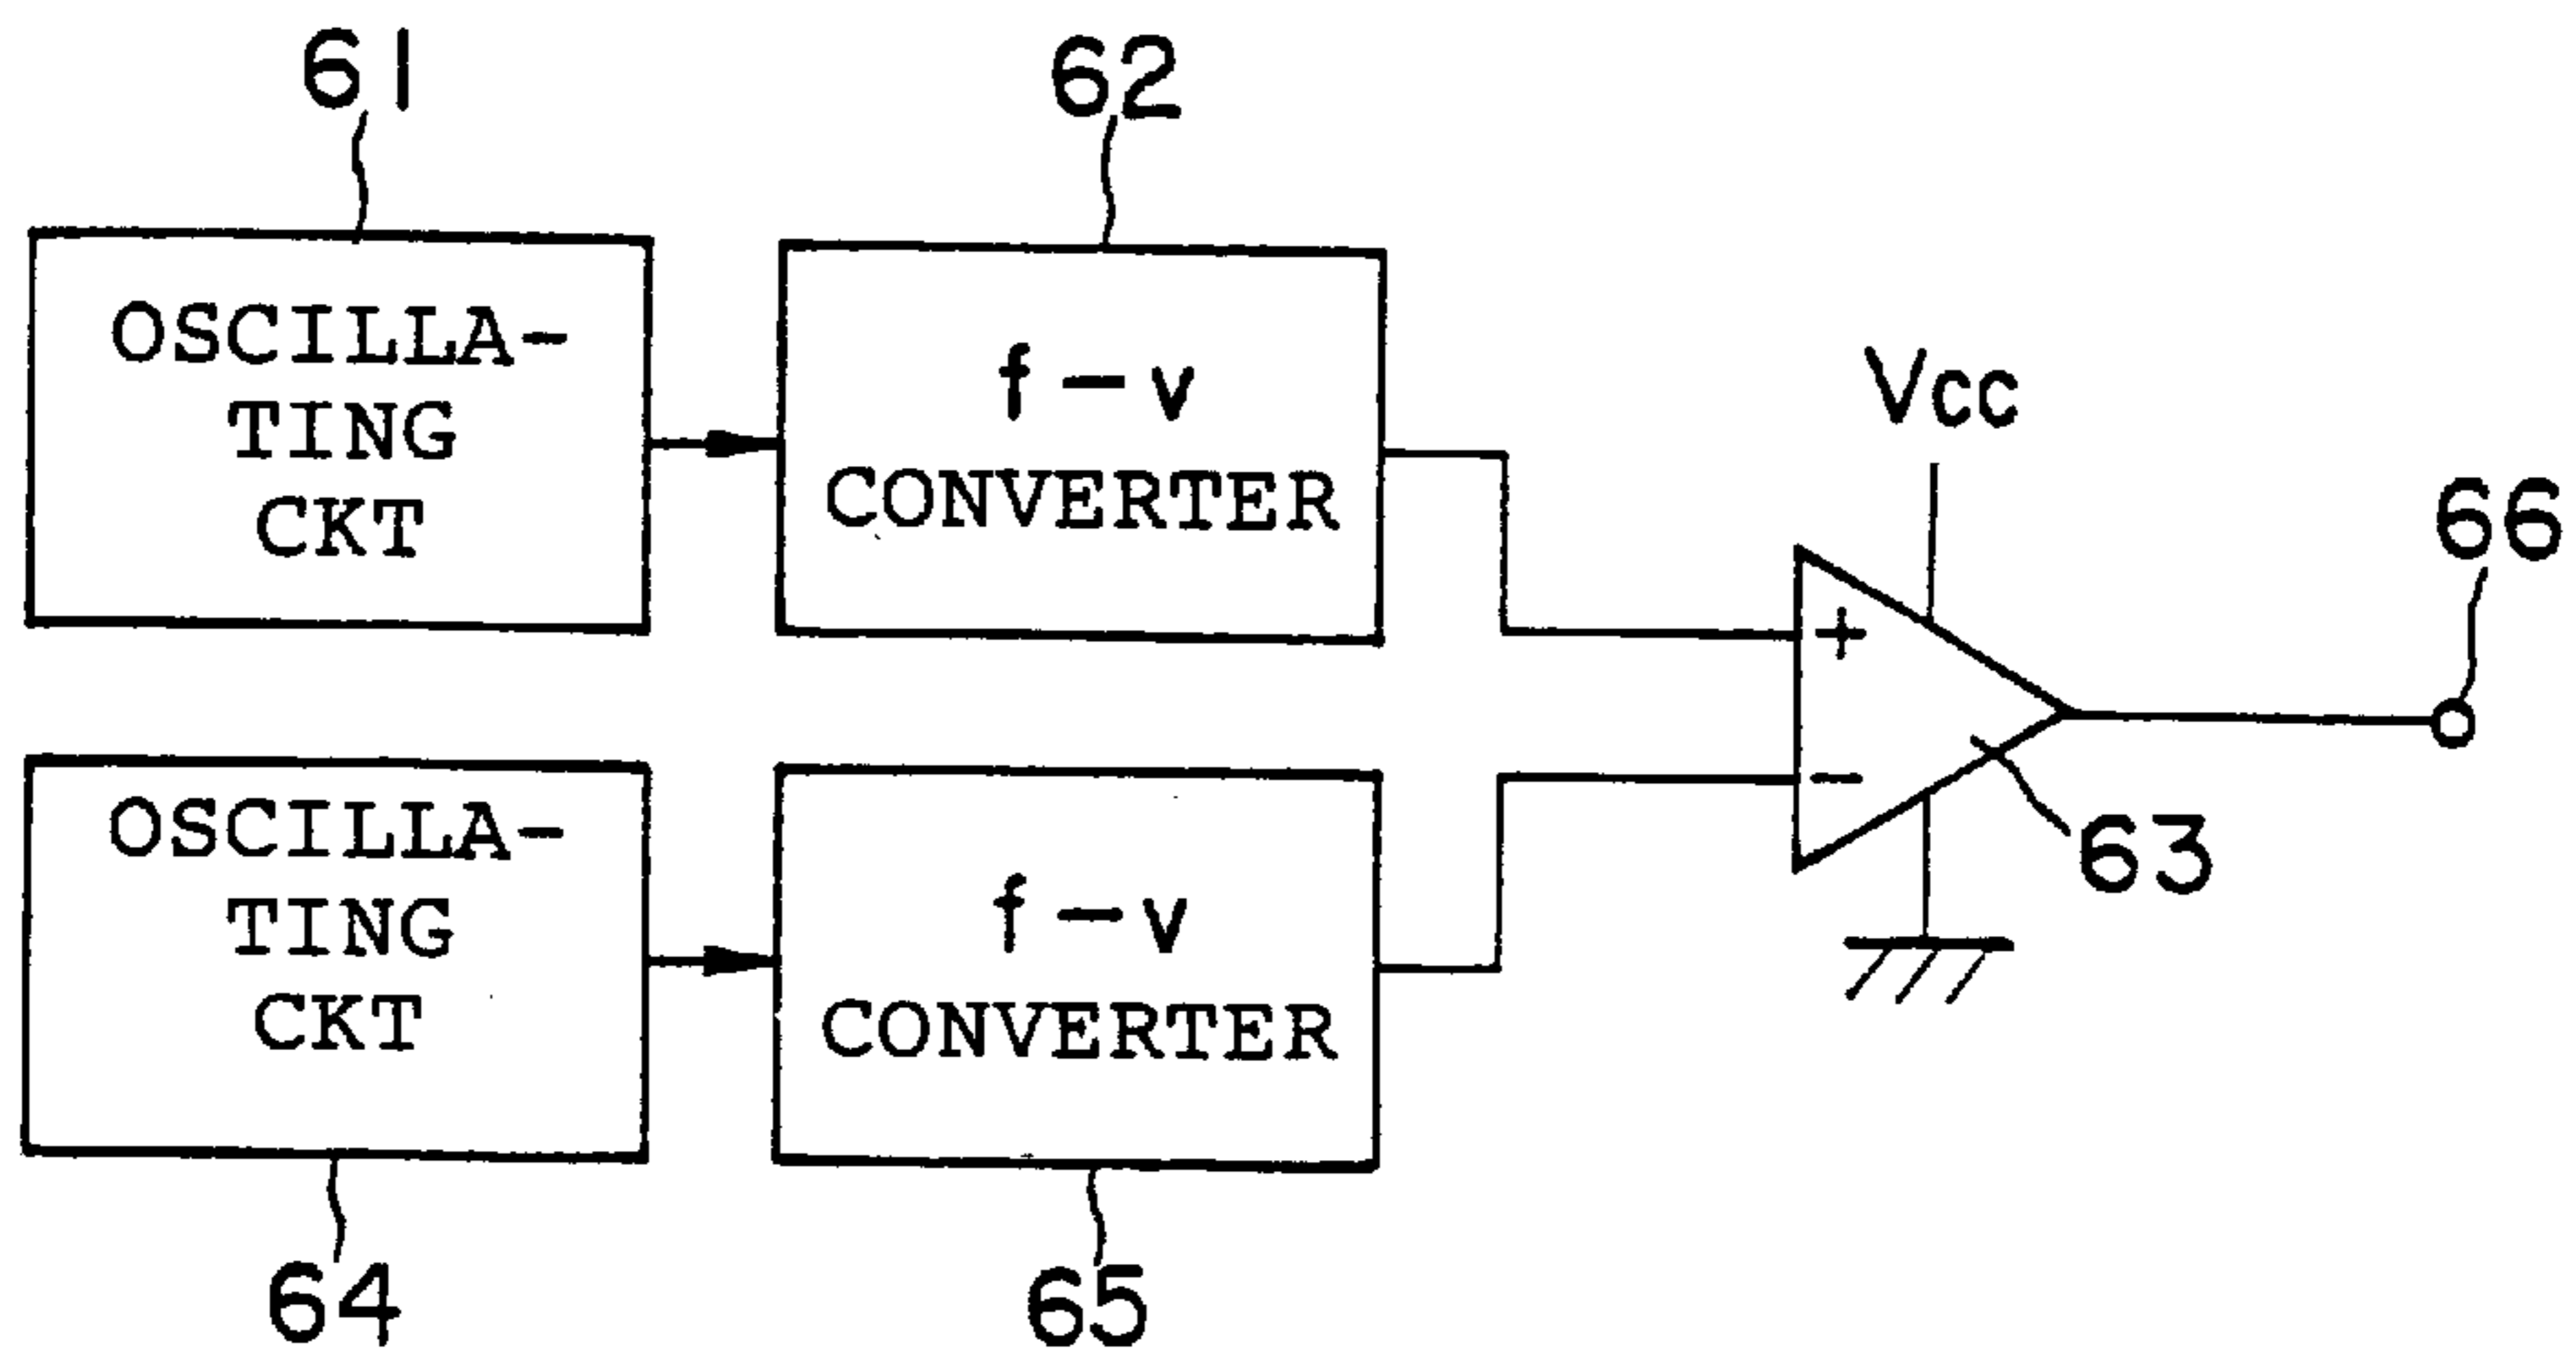 61
62
OSCILLA-
TING
CKT
f-v
CONVERTER
Vcc
66
+
-
63
OSCILLA-
TING
CKT
f-v
CONVERTER
64
65